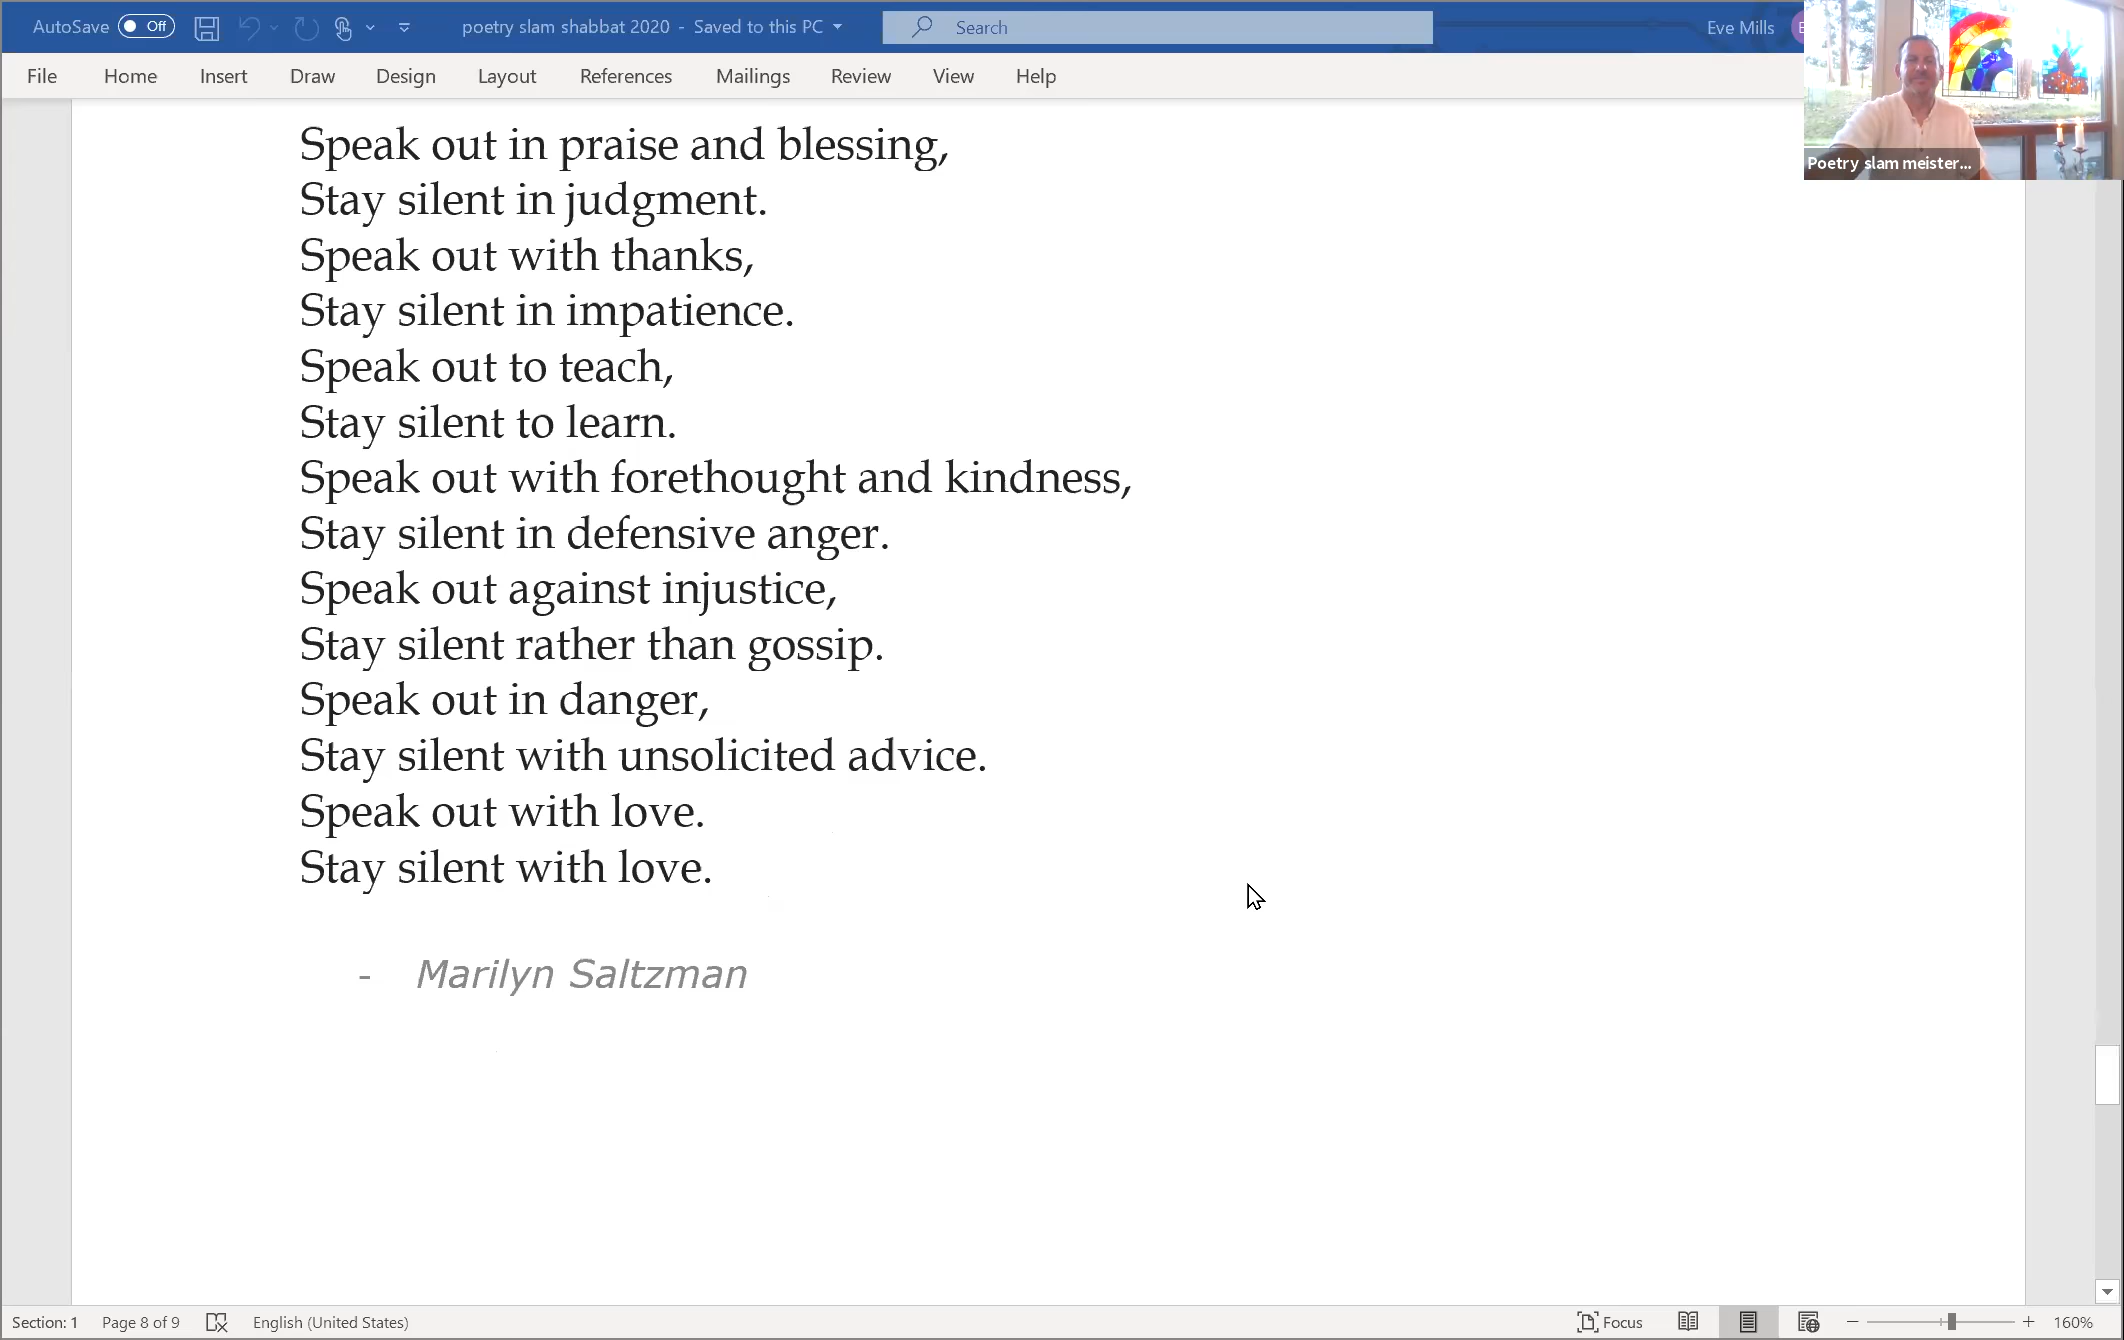 AutoSave Off poetry slam shabbat 2020 - Saved to this PC Search Eve Mills
File Home Insert Draw Design Layout References Mailings Review View Help
Poetry slam meister...
Speak out in praise and blessing,
Stay silent in judgment.
Speak out with thanks,
Stay silent in impatience.
Speak out to teach,
Stay silent to learn.
Speak out with forethought and kindness,
Stay silent in defensive anger.
Speak out against injustice,
Stay silent rather than gossip.
Speak out in danger,
Stay silent with unsolicited advice.
Speak out with love.
Stay silent with love.
- Marilyn Saltzman
Section: 1 Page 8 of 9 English (United States) Focus 160%